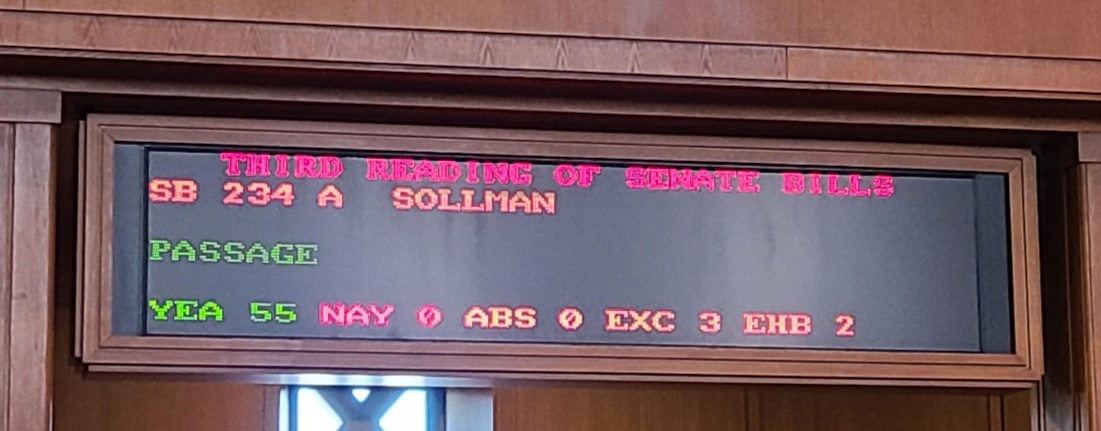 THIRD READING OF SENATE BILLS
SB 234 A SOLLMAN
PASSAGE
YEA 55 NAY 0 ABS 0 EXC 3 EHB 2